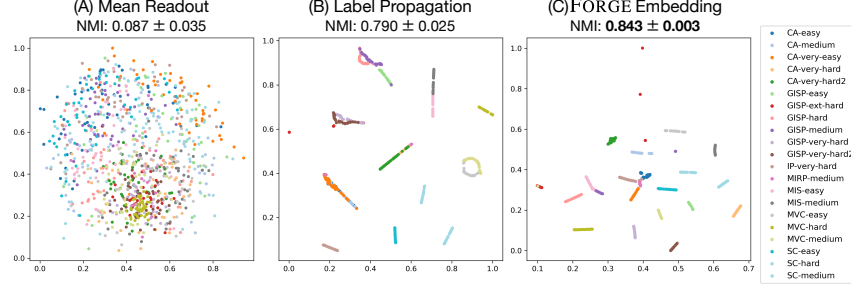 (A) Mean Readout
NMI: 0.087 ± 0.035
(B) Label Propagation
NMI: 0.790 ± 0.025
(C)FORGE Embedding
NMI: 0.843 ± 0.003
1.0
0.8
0.6
0.4
0.2
0.0
0.0
0.2
0.4
0.6
0.8
1.0
0.8
0.6
0.4
0.2
0.0
0.2
0.4
0.6
0.8
1.0
1.0
0.8
0.6
0.4
0.2
0.0
0.1
0.2
0.3
0.4
0.5
0.6
0.7
CA-easy
CA-medium
CA-very-easy
CA-very-hard
CA-very-hard2
GISP-easy
GISP-ext-hard
GISP-hard
GISP-medium
GISP-very-hard
GISP-very-hard2
IP-very-hard
MIRP-medium
MIS-easy
MIS-medium
MVC-easy
MVC-hard
MVC-medium
SC-easy
SC-hard
SC-medium